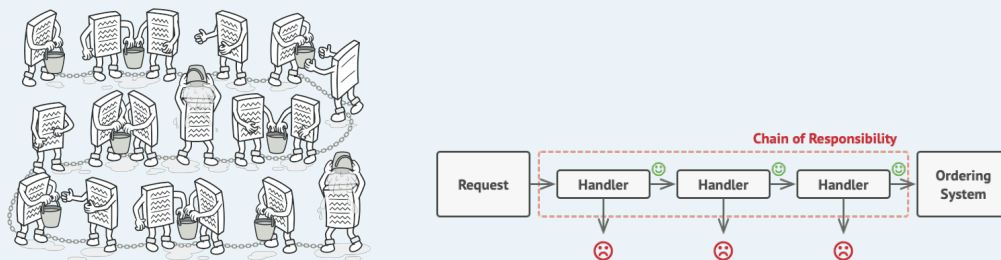 Chain of Responsibility
Request
Handler
Handler
Handler
Ordering
System